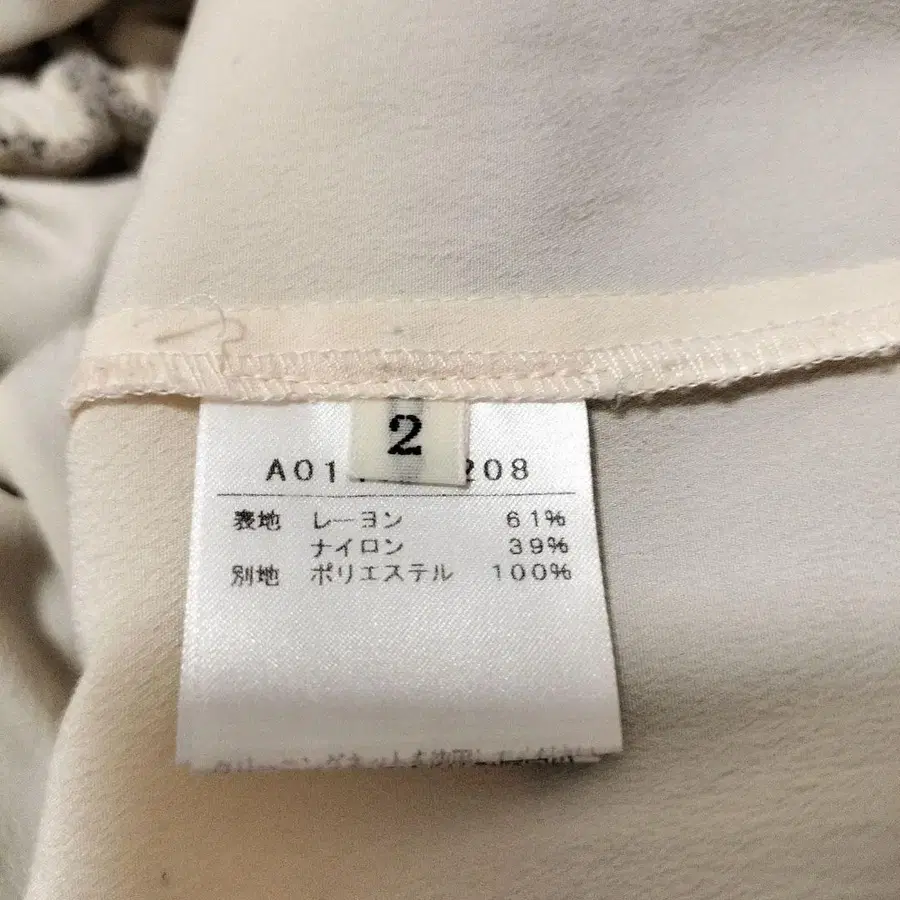 2
A01 208
表地 レーヨン 61%
ナイロン 39%
別地 ポリエステル 100%